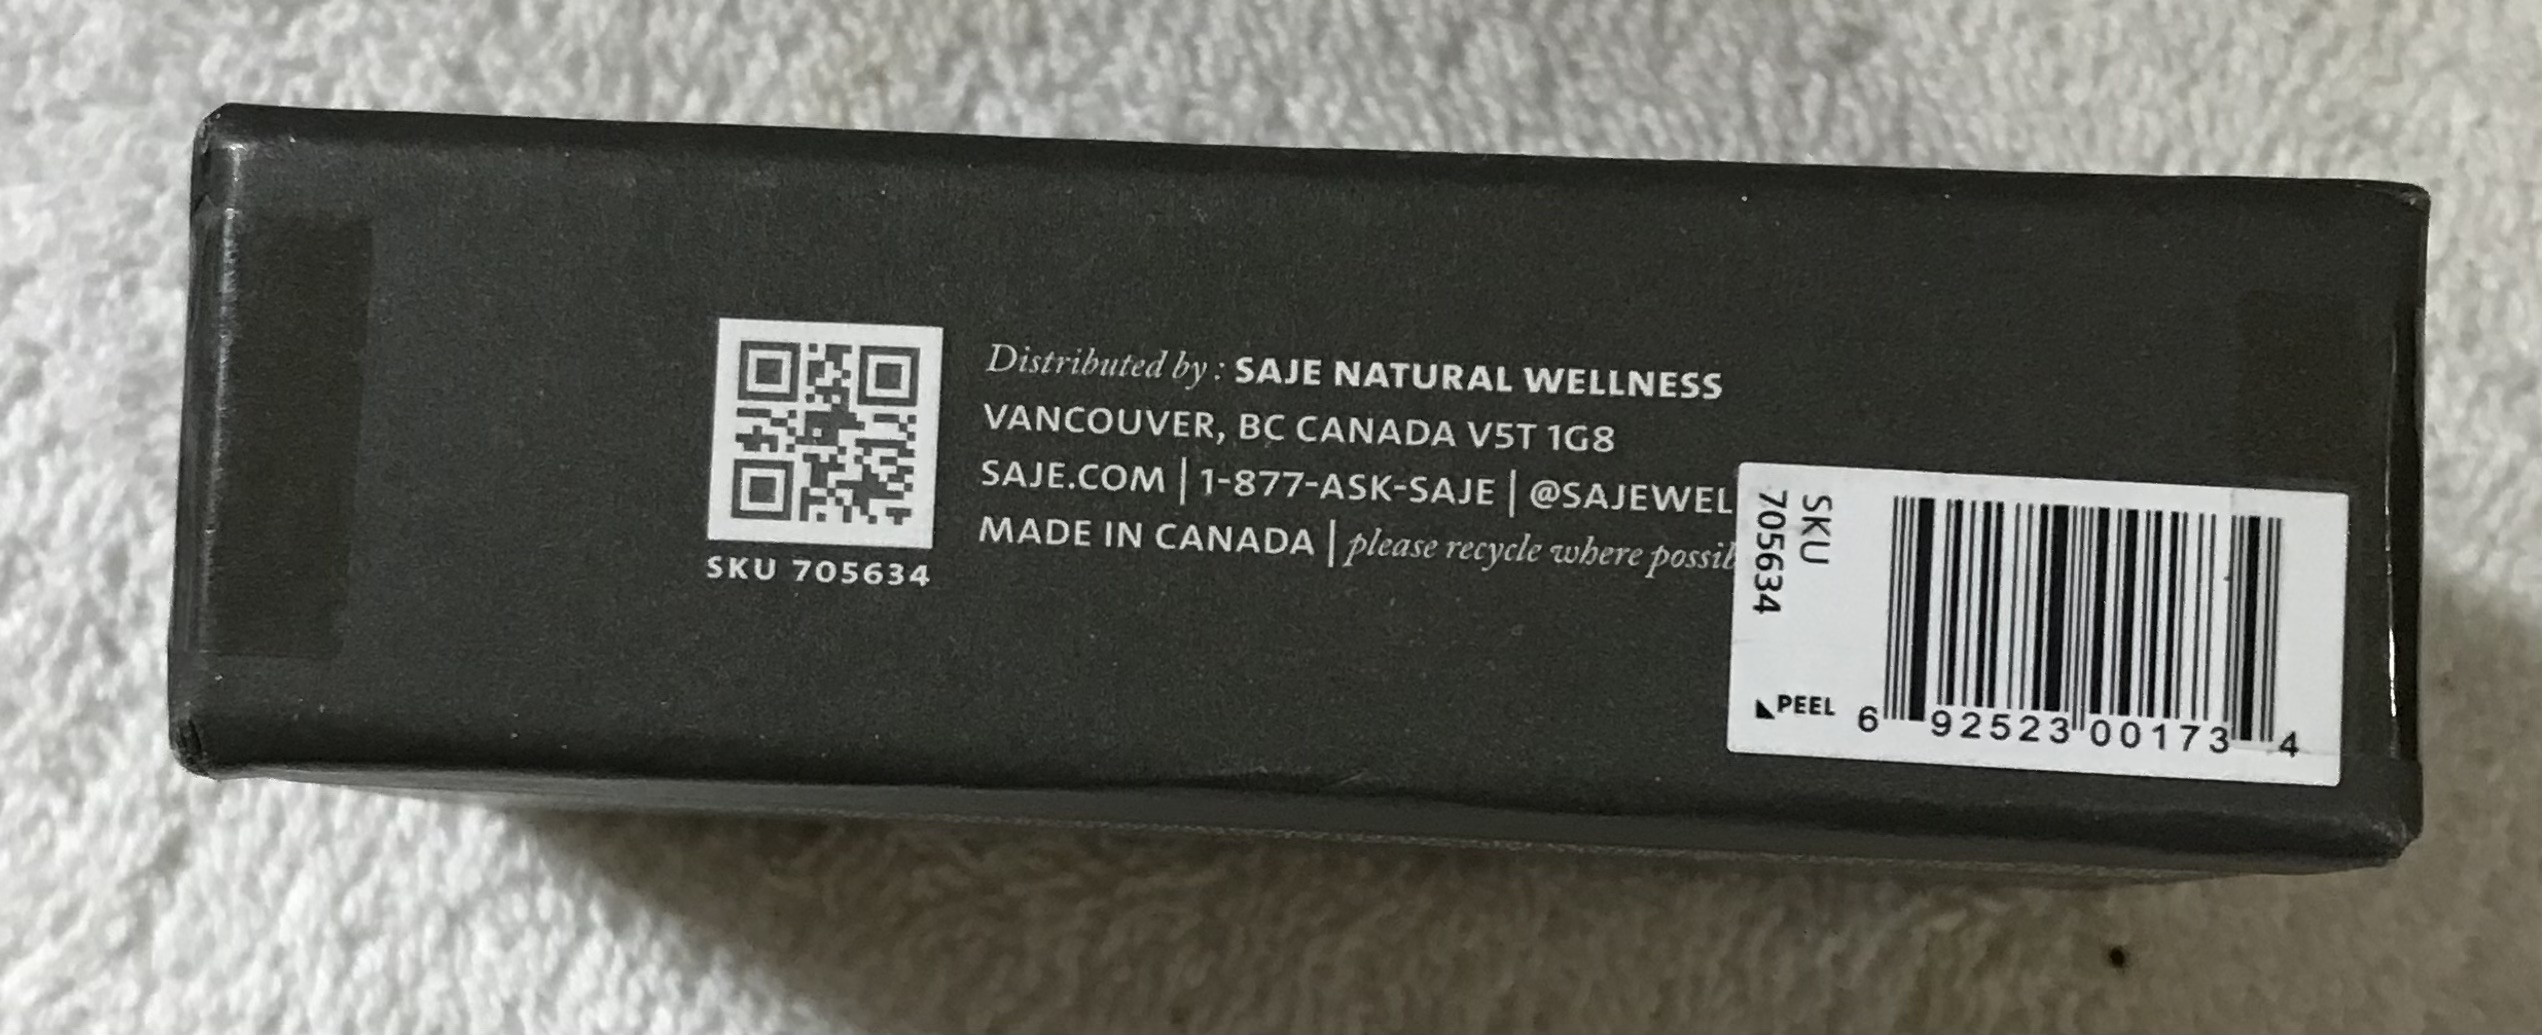 Distributed by: SAJE NATURAL WELLNESS
VANCOUVER, BC CANADA V5T 1G8
SAJE.COM | 1-877-ASK-SAJE | @SAJEWEL
MADE IN CANADA | please recycle where possib
SKU 705634
SKU
705634
PEEL
6 92523 00173 4